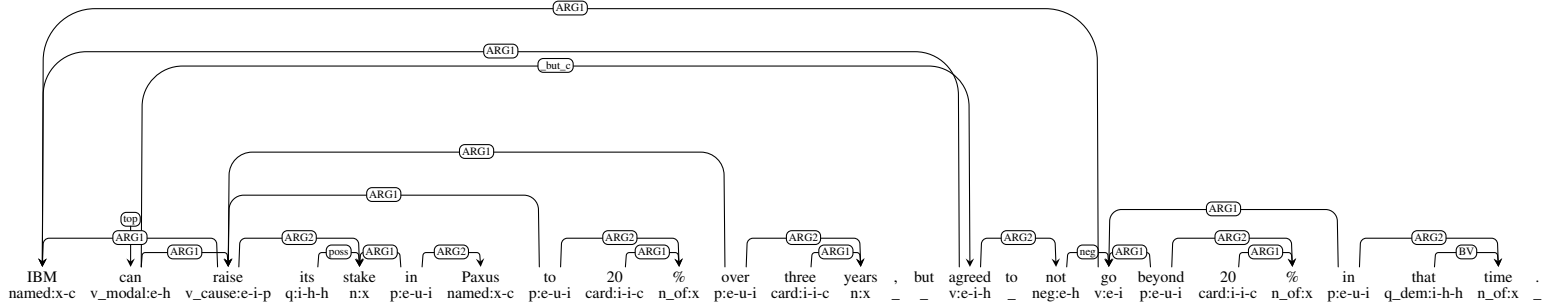 ARG1
ARG1
_but_c
ARG1
ARG1
ARG1
top
ARG1
ARG1
ARG2
poss
ARG1
ARG2
ARG2
ARG1
ARG2
ARG1
ARG2
neg
ARG1
ARG2
ARG1
ARG2
BV
IBM can raise its stake in Paxus to 20 % over three years , but agreed to not go beyond 20 % in that time .
named:x-c v_modal:e-h v_cause:e-i-p q:i-h-h n:x p:e-u-i named:x-c p:e-u-i card:i-i-c n_of:x p:e-u-i card:i-i-c n:x _ _ v:e-i-h _ neg:e-h v:e-i p:e-u-i card:i-i-c n_of:x p:e-u-i q_dem:i-h-h n_of:x _